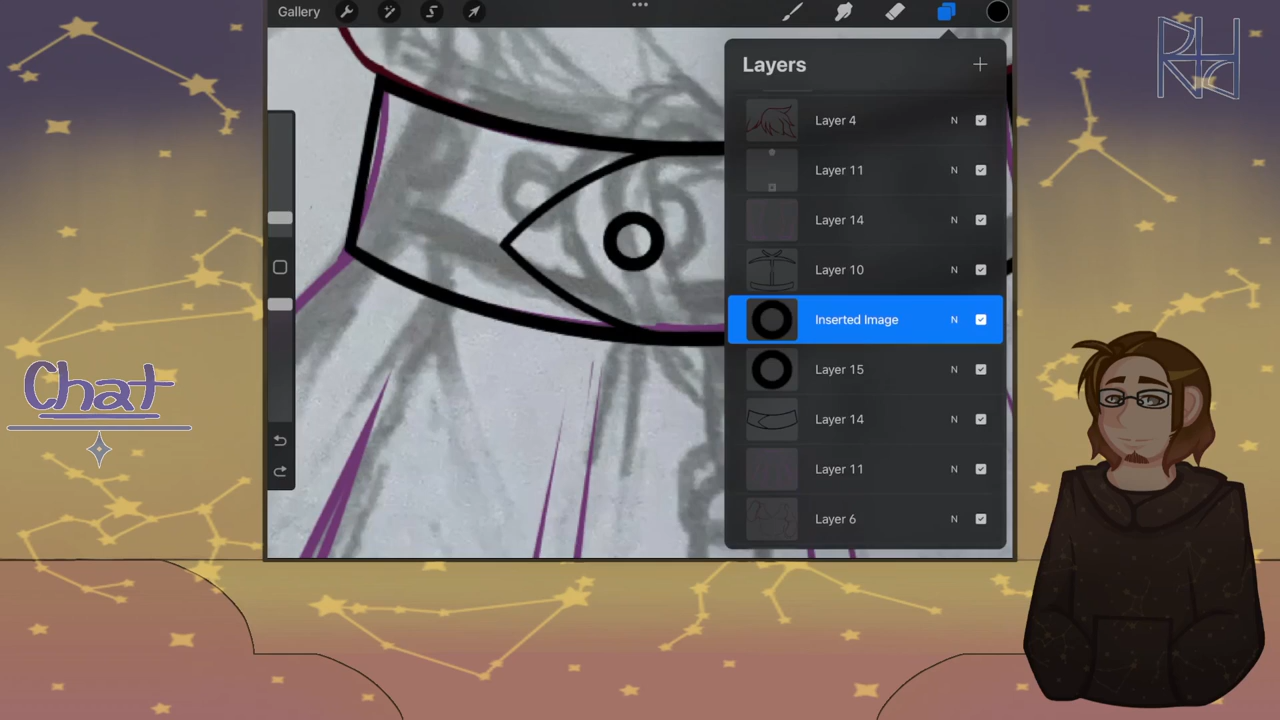 Gallery
Layers
Layer 4 N
Layer 11 N
Layer 14 N
Layer 10 N
Inserted Image N
Layer 15 N
Layer 14 N
Layer 11 N
Layer 6 N
Chat